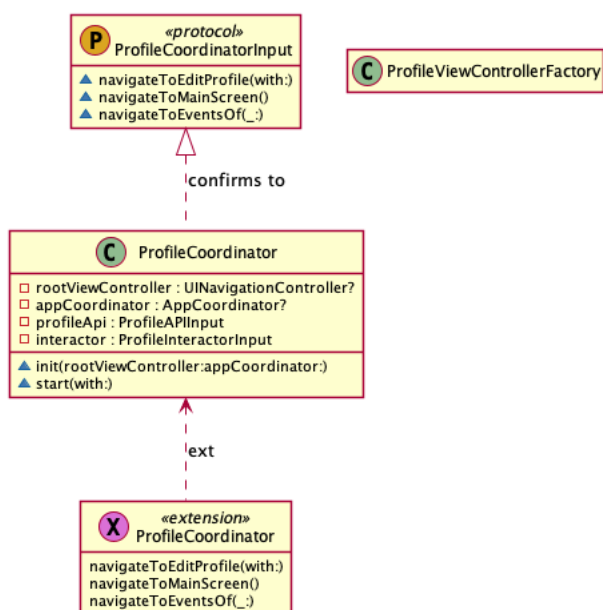 P
«protocol»
ProfileCoordinatorInput
navigateToEditProfile(with:)
navigateToMainScreen()
navigateToEventsOf(_:)
C ProfileViewControllerFactory
confirms to
C ProfileCoordinator
rootViewController : UINavigationController?
appCoordinator : AppCoordinator?
profileApi : ProfileAPIInput
interactor : ProfileInteractorInput
init(rootViewController:appCoordinator:)
start(with:)
ext
X
«extension»
ProfileCoordinator
navigateToEditProfile(with:)
navigateToMainScreen()
navigateToEventsOf(_:)